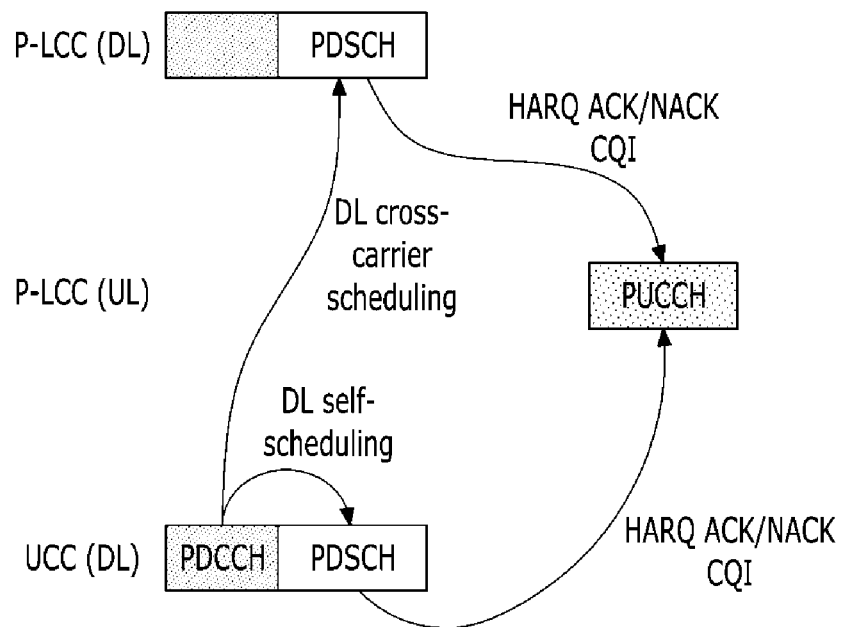 P-LCC (DL)
PDSCH
HARQ ACK/NACK
CQI
DL cross-
carrier
scheduling
P-LCC (UL)
PUCCH
DL self-
scheduling
UCC (DL)
PDCCH
PDSCH
HARQ ACK/NACK
CQI